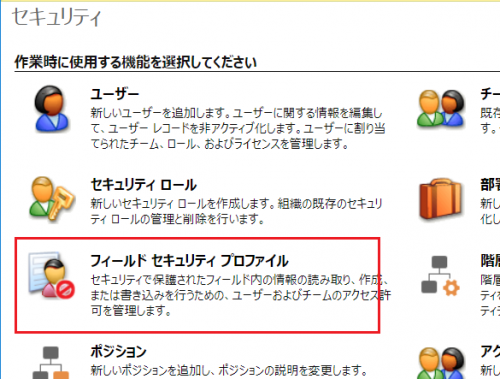 セキュリティ
作業時に使用する機能を選択してください
ユーザー
新しいユーザーを追加します。ユーザーに関する情報を編集し
て、ユーザー レコードを非アクティブ化します。ユーザーに割り当
てられたチーム、ロール、およびライセンスを管理します。
チー
既存
す。
セキュリティ ロール
新しいセキュリティ ロールを作成します。組織の既存のセキュリ
ティ ロールの管理と削除を行います。
部署
新し
化し
フィールド セキュリティ プロファイル
セキュリティで保護されたフィールド内の情報の読み取り、作成、
または書き込みを行うための、ユーザーおよびチームのアクセス許
可を管理します。
階層
階層
ティを
ティ
ポジション
新しいポジションを追加し、ポジションの説明を変更します。
アク
新し